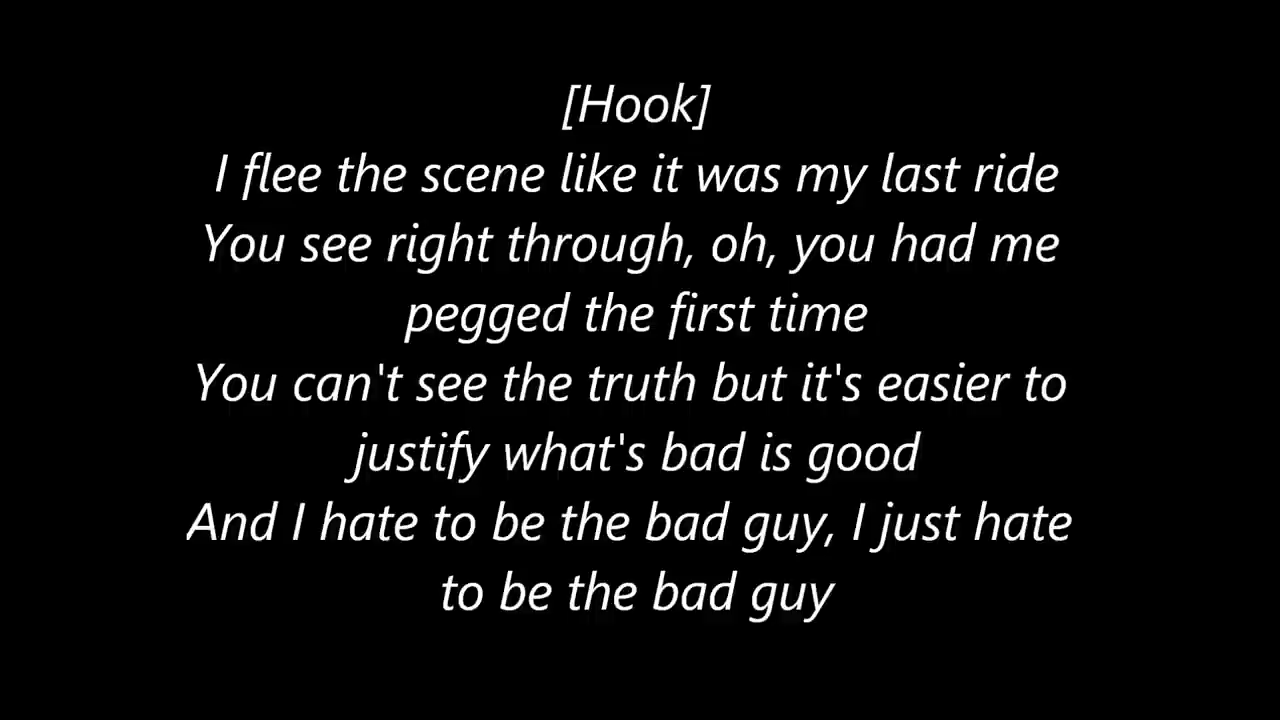 [Hook]
I flee the scene like it was my last ride
You see right through, oh, you had me
pegged the first time
You can't see the truth but it's easier to
justify what's bad is good
And I hate to be the bad guy, I just hate
to be the bad guy